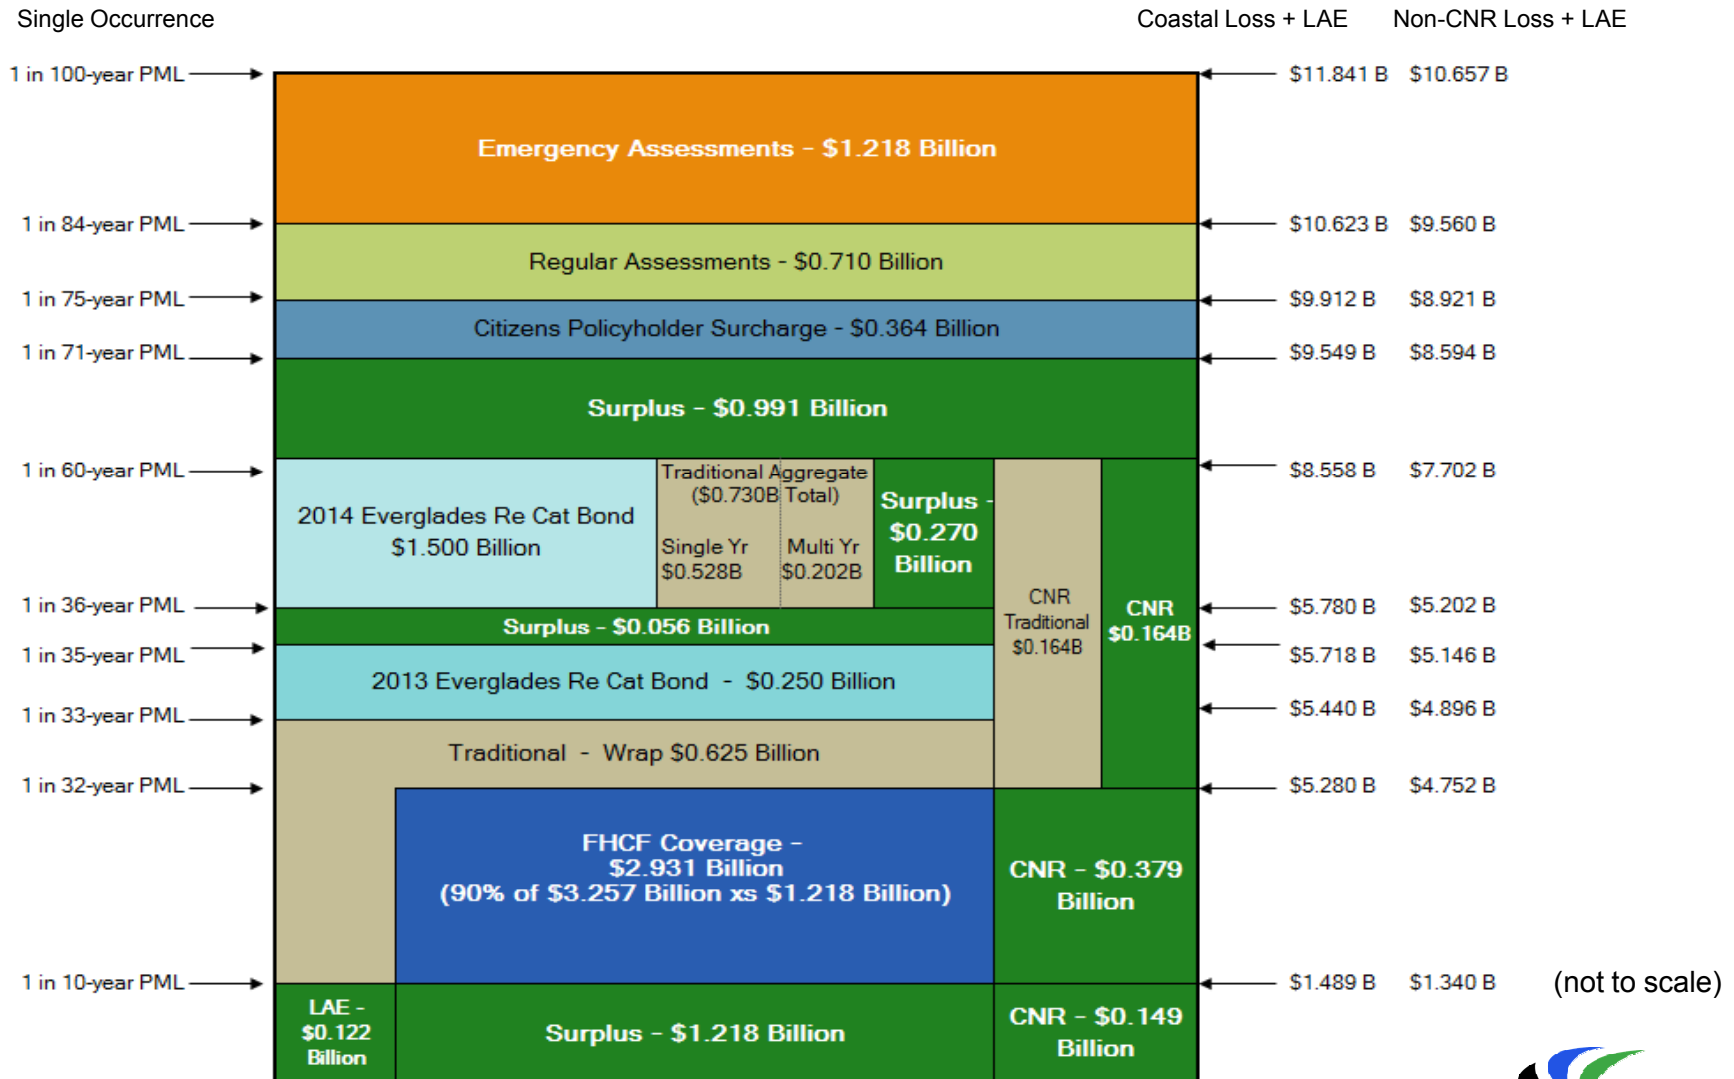 Single Occurrence
Coastal Loss + LAE
Non-CNR Loss + LAE
1 in 100-year PML
$11.841 B
$10.657 B
Emergency Assessments - $1.218 Billion
1 in 84-year PML
$10.623 B
$9.560 B
Regular Assessments - $0.710 Billion
1 in 75-year PML
$9.912 B
$8.921 B
Citizens Policyholder Surcharge - $0.364 Billion
1 in 71-year PML
$9.549 B
$8.594 B
Surplus - $0.991 Billion
1 in 60-year PML
$8.558 B
$7.702 B
2014 Everglades Re Cat Bond
$1.500 Billion
Traditional Aggregate
($0.730B Total)
Single Yr
$0.528B
Multi Yr
$0.202B
Surplus -
$0.270
Billion
CNR
Traditional
$0.164B
CNR
$0.164B
1 in 36-year PML
$5.780 B
$5.202 B
Surplus - $0.056 Billion
1 in 35-year PML
$5.718 B
$5.146 B
2013 Everglades Re Cat Bond - $0.250 Billion
1 in 33-year PML
$5.440 B
$4.896 B
Traditional - Wrap $0.625 Billion
1 in 32-year PML
$5.280 B
$4.752 B
FHCF Coverage -
$2.931 Billion
(90% of $3.257 Billion xs $1.218 Billion)
CNR - $0.379
Billion
1 in 10-year PML
$1.489 B
$1.340 B
(not to scale)
LAE -
$0.122
Billion
Surplus - $1.218 Billion
CNR - $0.149
Billion